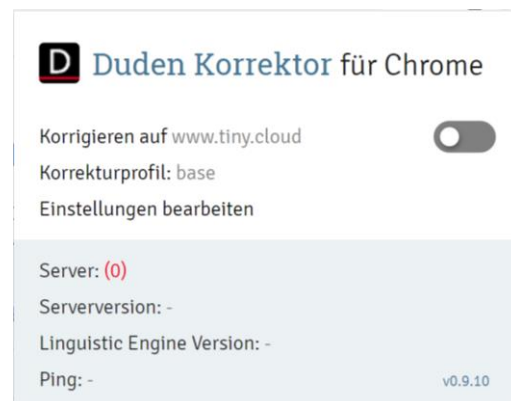 D Duden Korrektor für Chrome
Korrigieren auf www.tiny.cloud
Korrekturprofil: base
Einstellungen bearbeiten
Server: (0)
Serverversion: -
Linguistic Engine Version: -
Ping: - v0.9.10